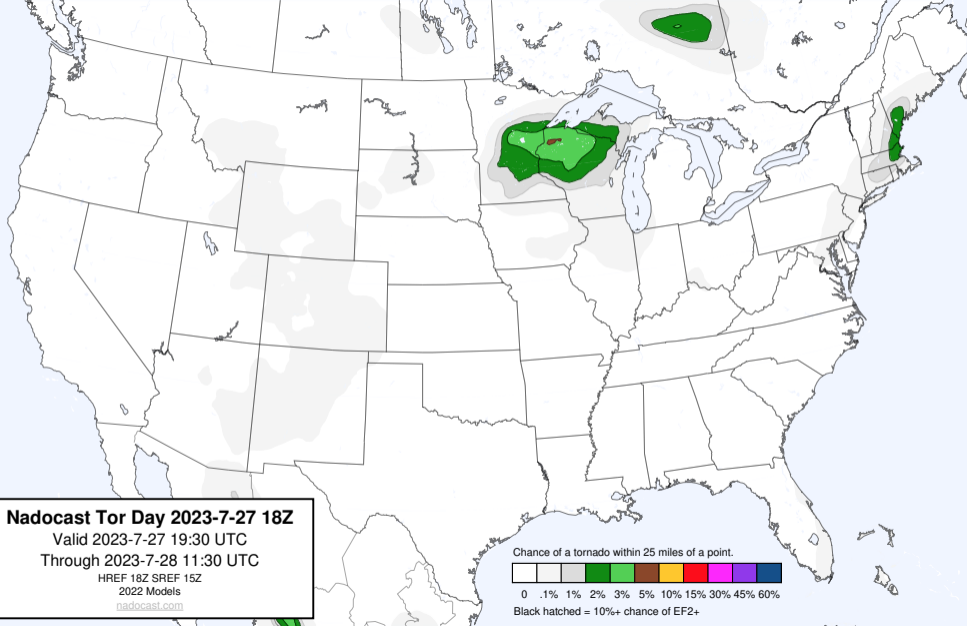 Nadocast Tor Day 2023-7-27 18Z
Valid 2023-7-27 19:30 UTC
Through 2023-7-28 11:30 UTC
HREF 18Z SREF 15Z
2022 Models
nadocast.com
Chance of a tornado within 25 miles of a point.
0 .1% 1% 2% 3% 5% 10% 15% 30% 45% 60%
Black hatched = 10%+ chance of EF2+